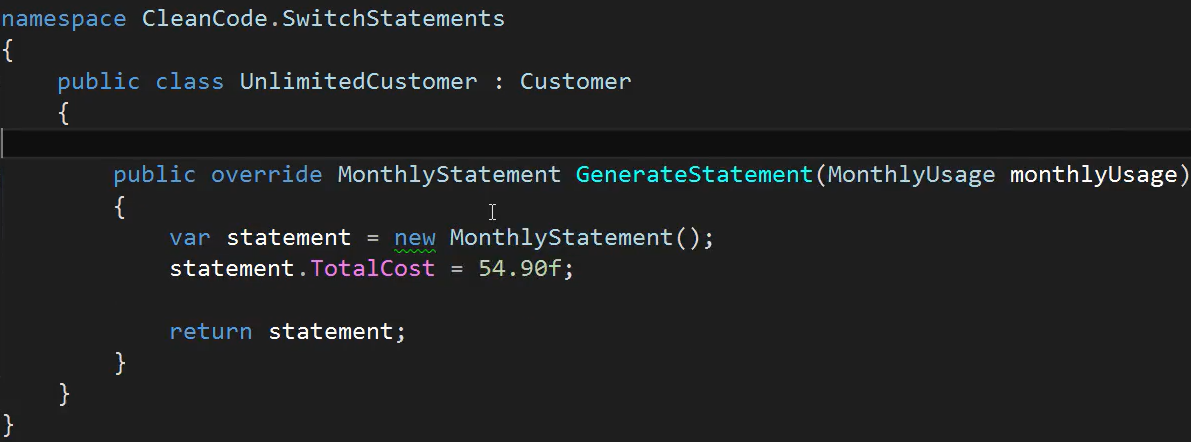 namespace CleanCode.SwitchStatements
{
    public class UnlimitedCustomer : Customer
    {
        public override MonthlyStatement GenerateStatement(MonthlyUsage monthlyUsage)
        {
            var statement = new MonthlyStatement();
            statement.TotalCost = 54.90f;
            return statement;
        }
    }
}